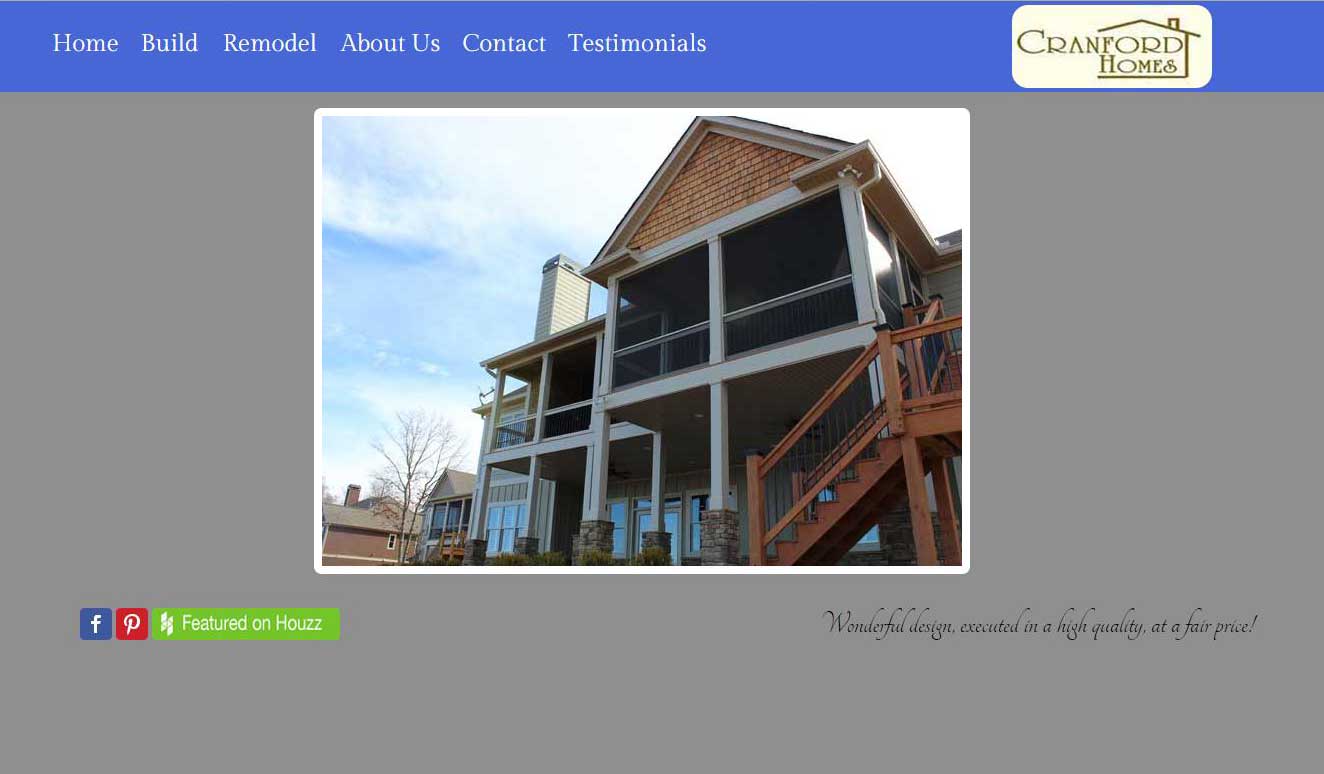 Home Build Remodel About Us Contact Testimonials
CRANFORD
HOMES
f
Featured on Houzz
Wonderful design, executed in a high quality, at a fair price!